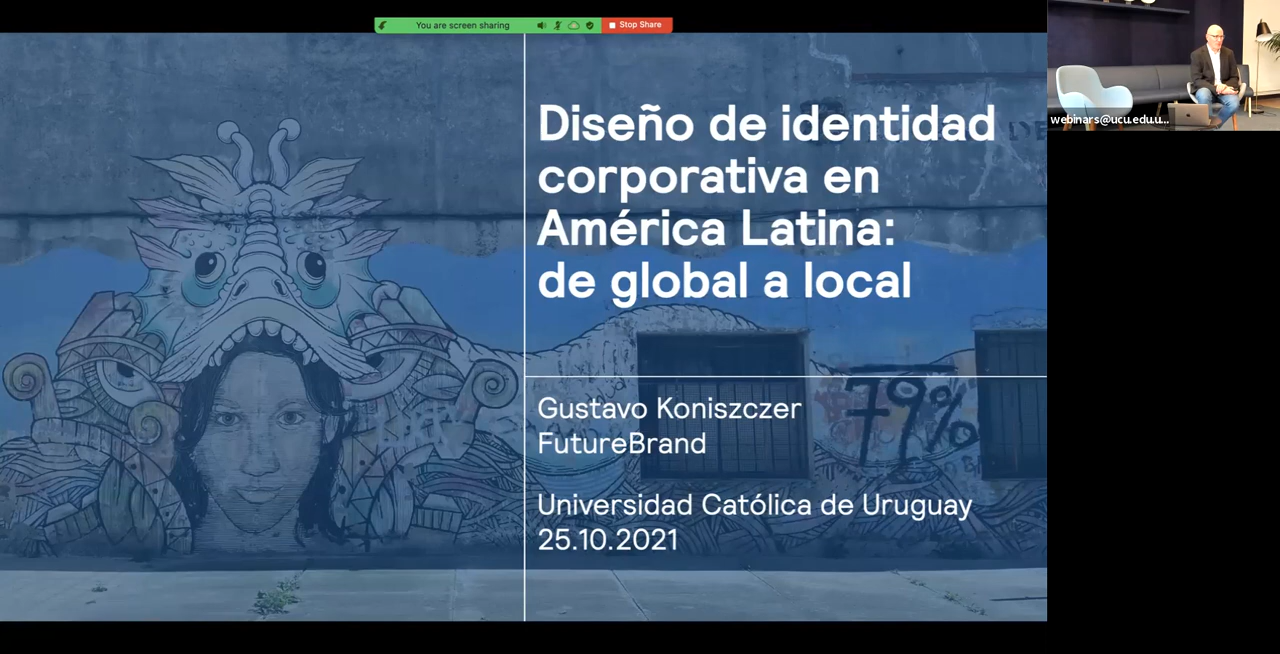 You are screen sharing
Stop Share
webinars@ucu.edu.u...
Diseño de identidad
corporativa en
América Latina:
de global a local
79%
Gustavo Koniszczer
FutureBrand
Universidad Católica de Uruguay
25.10.2021